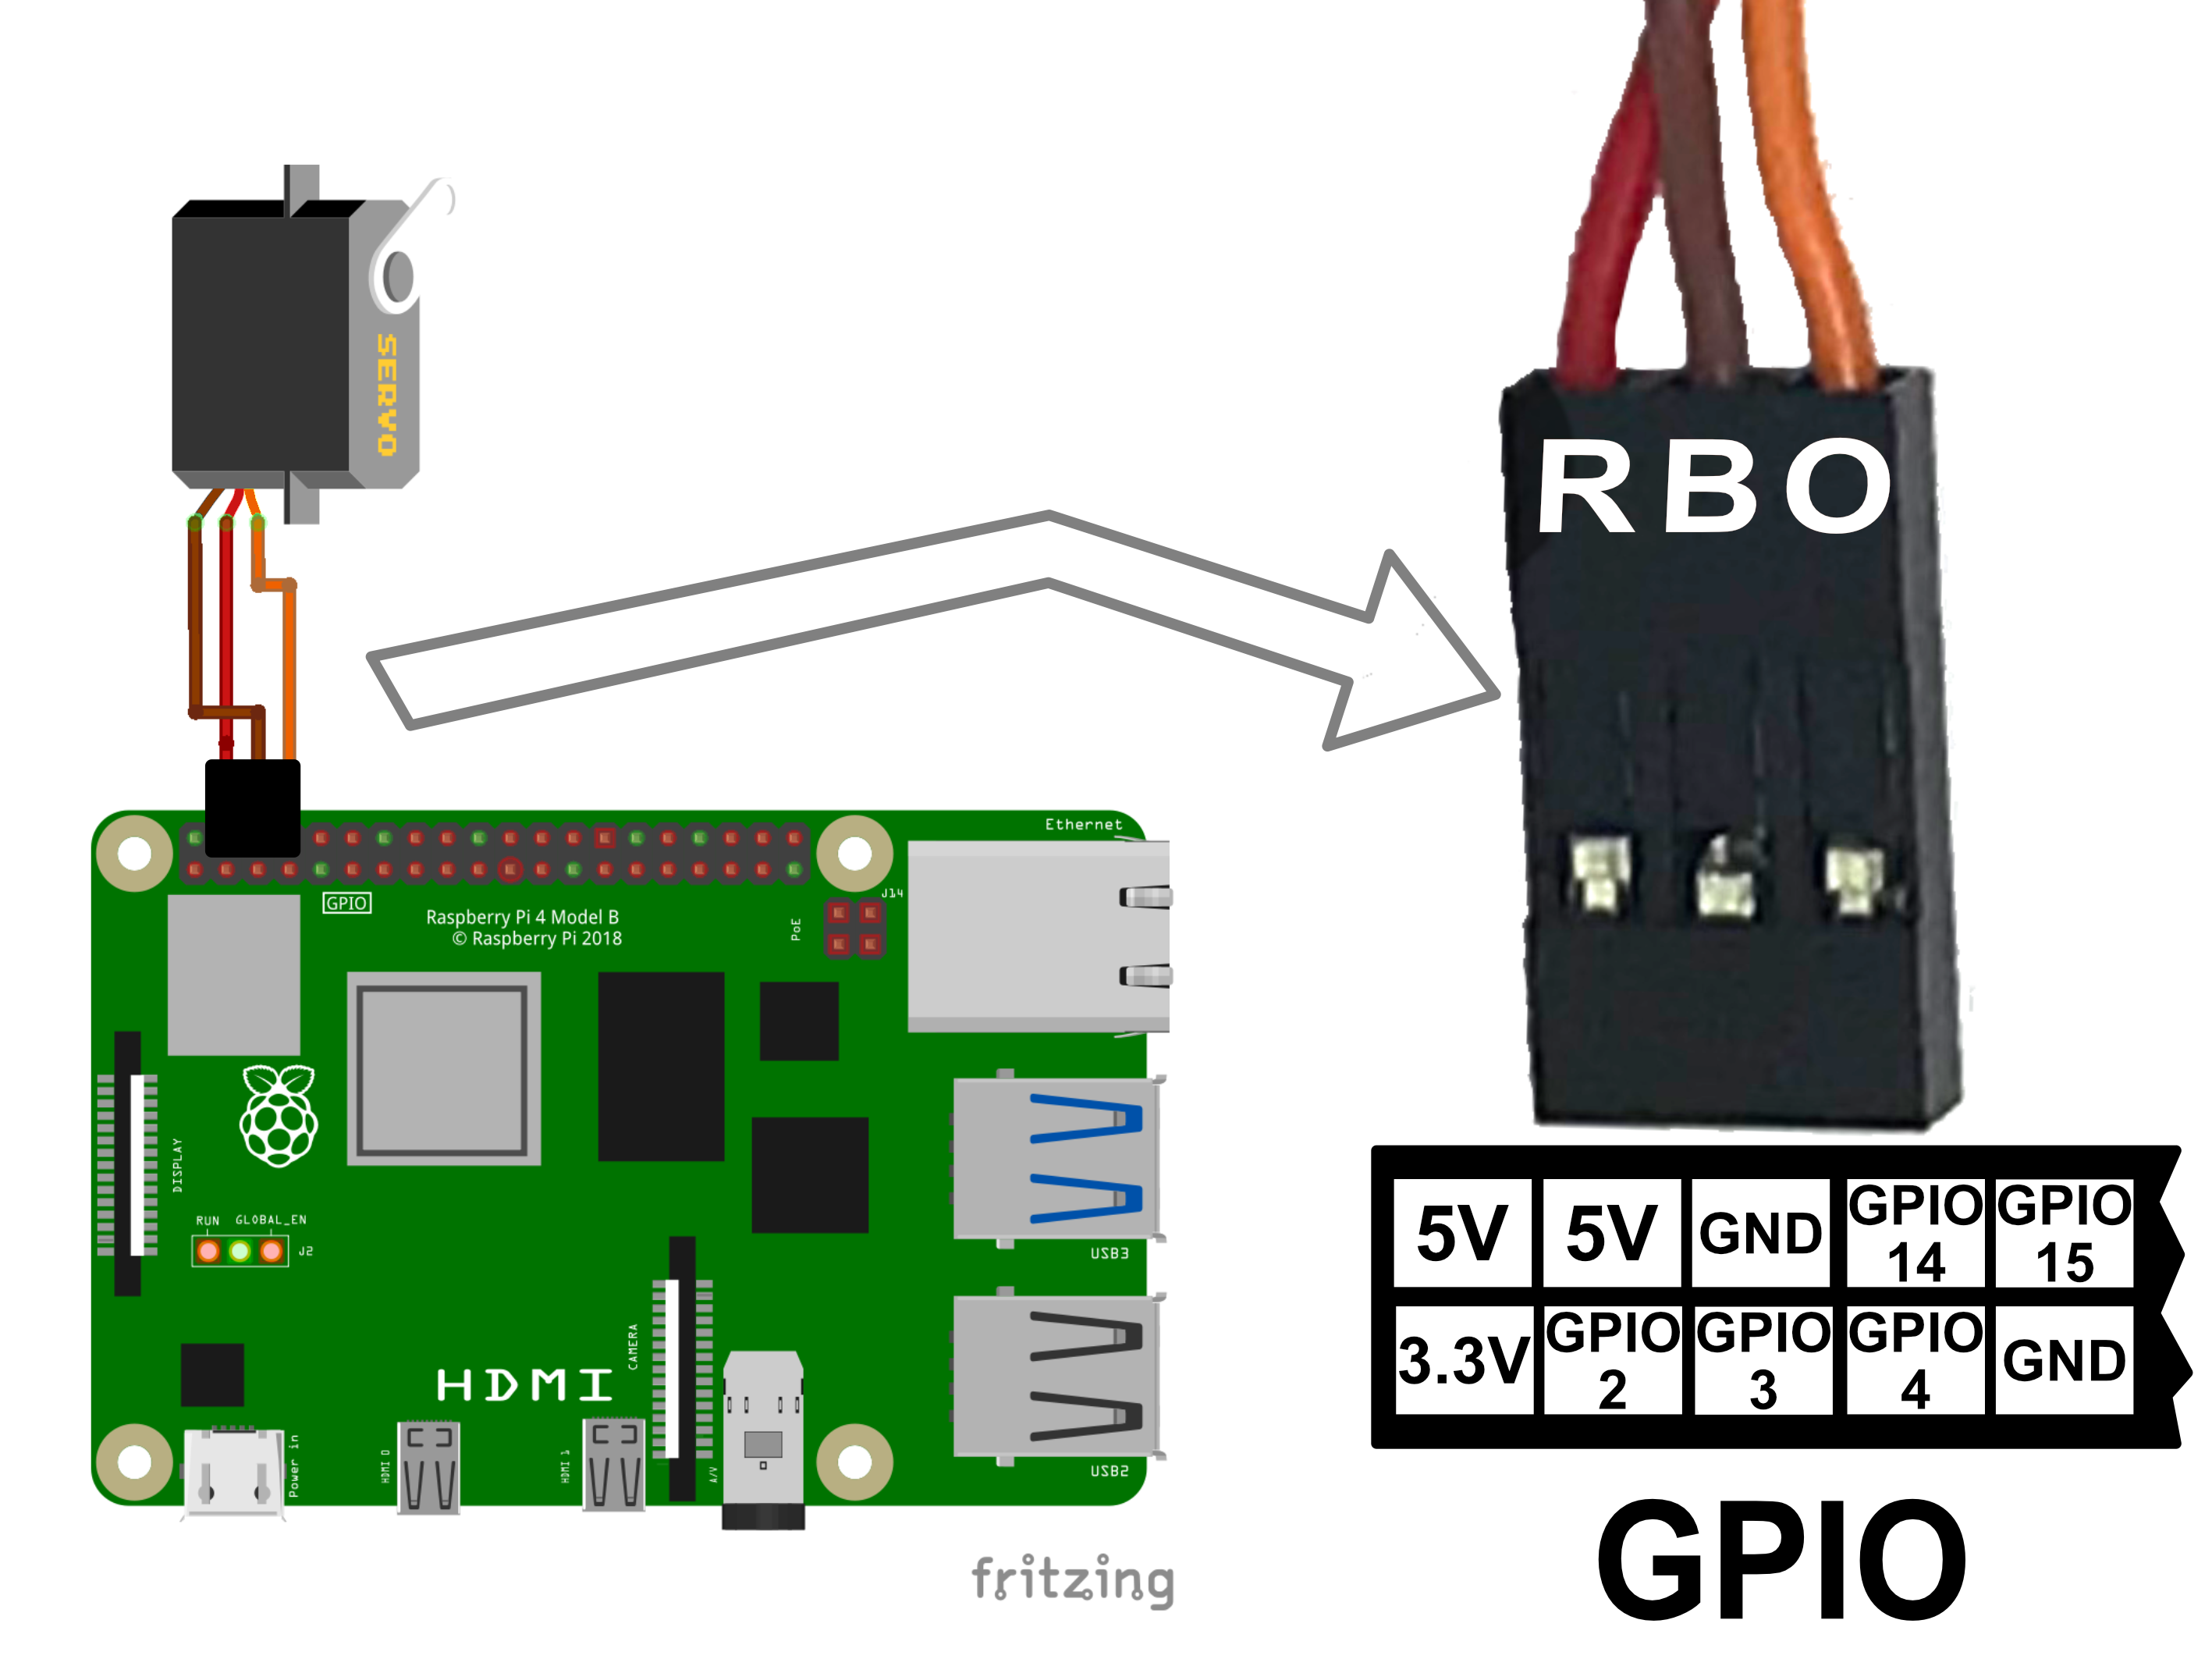 SERVO
RBO
Ethernet
J14
GPIO
PoE
Raspberry Pi 4 Model B
© Raspberry Pi 2018
DISPLAY
RUN
GLOBAL_EN
J2
USB3
CAMERA
HDMI
Power in
HDMI 0
HDMI 1
A/V
USB2
5V
5V
GND
GPIO
14
GPIO
15
3.3V
GPIO
2
GPIO
3
GPIO
4
GND
GPIO
fritzing